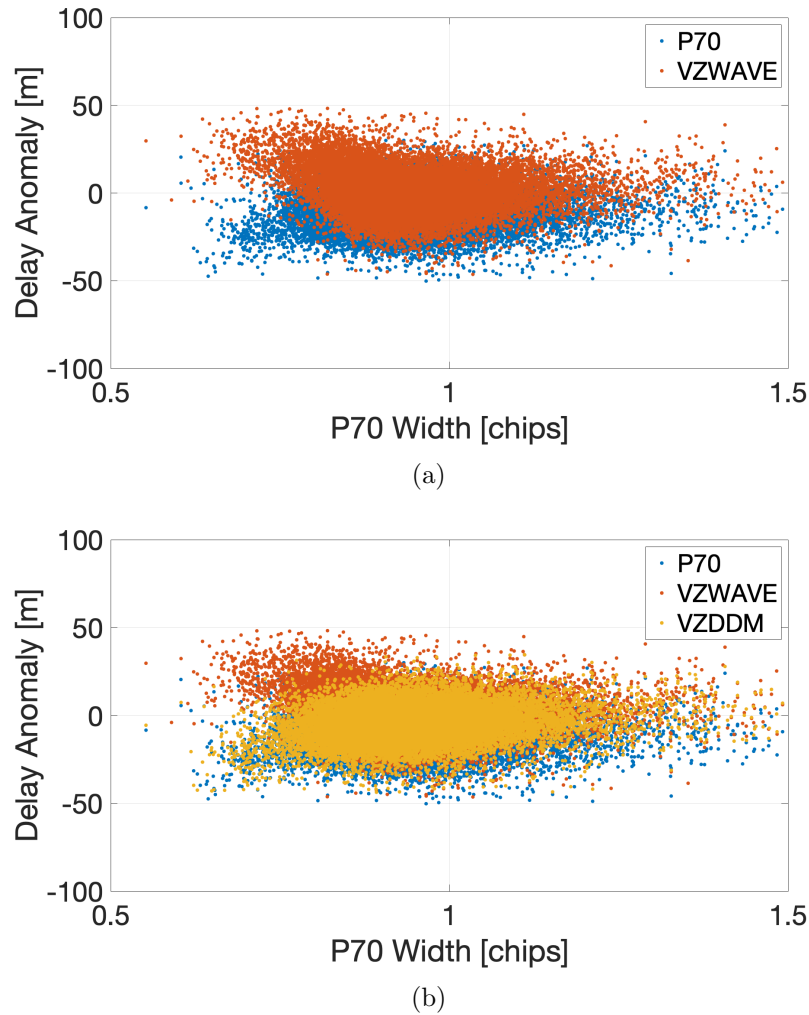 100
50
0
-50
-100
Delay Anomaly [m]
P70
VZWAVE
0.5
1
1.5
P70 Width [chips]
(a)
100
50
0
-50
-100
Delay Anomaly [m]
P70
VZWAVE
VZDDM
0.5
1
1.5
P70 Width [chips]
(b)